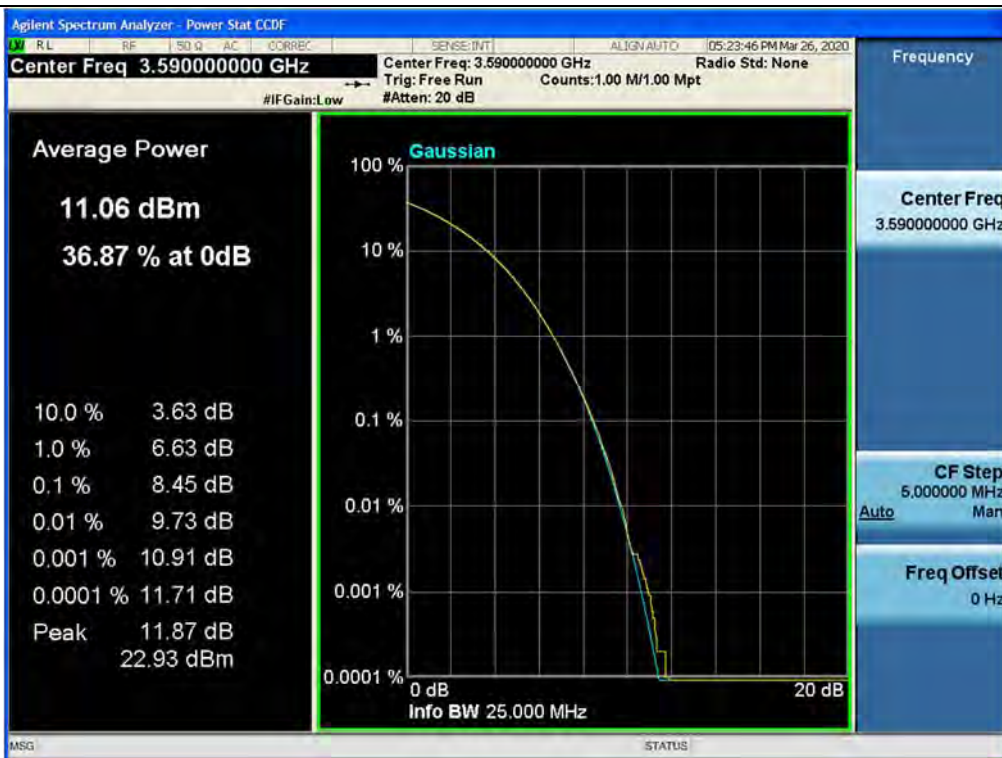 Agilent Spectrum Analyzer - Power Stat CCDF
LXI RL RF 50 Ω AC CORREC SENSE:INT ALIGN AUTO 05:23:46 PM Mar 26, 2020
Center Freq 3.590000000 GHz
Center Freq: 3.590000000 GHz Radio Std: None
Trig: Free Run Counts:1.00 M/1.00 Mpt
#IFGain:Low #Atten: 20 dB
Frequency
Average Power
11.06 dBm
36.87 % at 0dB
10.0 % 3.63 dB
1.0 % 6.63 dB
0.1 % 8.45 dB
0.01 % 9.73 dB
0.001 % 10.91 dB
0.0001 % 11.71 dB
Peak 11.87 dB
22.93 dBm
Gaussian
100 %
10 %
1 %
0.1 %
0.01 %
0.001 %
0.0001 %
0 dB 20 dB
Info BW 25.000 MHz
Center Freq
3.590000000 GHz
CF Step
5.000000 MHz
Auto Man
Freq Offset
0 Hz
MSG STATUS